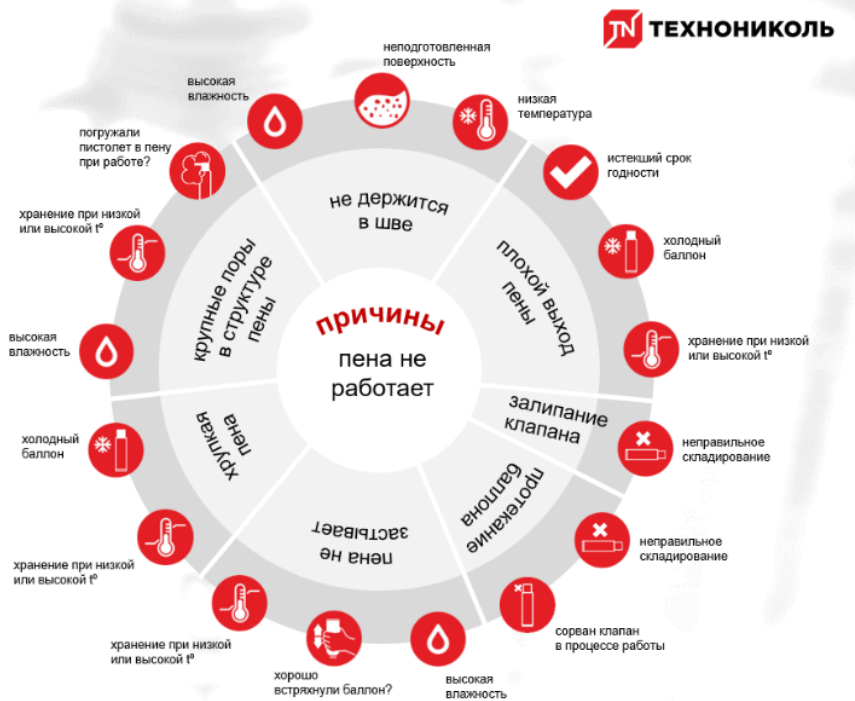 ТЕХНОНИКОЛЬ
неподготовленная
поверхность
низкая
температура
истекший срок
годности
холодный
баллон
хранение при низкой
или высокой t⁰
неправильное
складирование
неправильное
складирование
сорван клапан
в процессе работы
высокая
влажность
хорошо
встряхнули баллон?
хранение при низкой
или высокой t⁰
хранение при низкой
или высокой t⁰
холодный
баллон
высокая
влажность
хранение при низкой
или высокой t⁰
погружали
пистолет в пену
при работе?
высокая
влажность
не держится
в шве
плохой выход
пены
залипание
клапана
протекание
баллона
пена не
застывает
хрупкая
пена
крупные поры
в структуре
пены
причины
пена не
работает